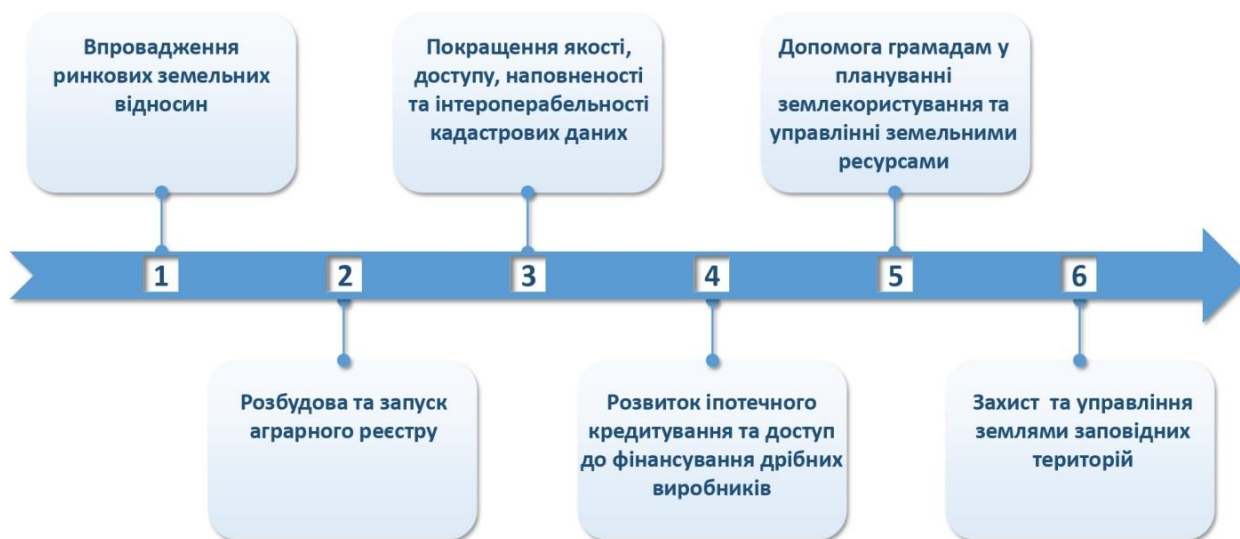 Впровадження
ринкових земельних
відносин
Покращення якості,
доступу, наповненості
та інтероперабельності
кадастрових даних
Допомога грамадам у
плануванні
землекористування та
управлінні земельними
ресурсами
1
2
3
4
5
6
Розбудова та запуск
аграрного реєстру
Розвиток іпотечного
кредитування та доступ
до фінансування дрібних
виробників
Захист та управління
землями заповідних
територій